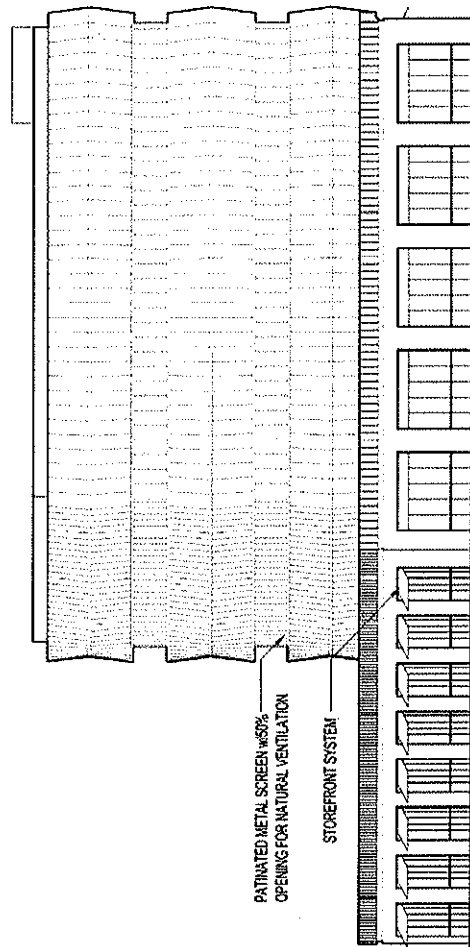 PATINATED METAL SCREEN w/50%
OPENING FOR NATURAL VENTILATION
STOREFRONT SYSTEM